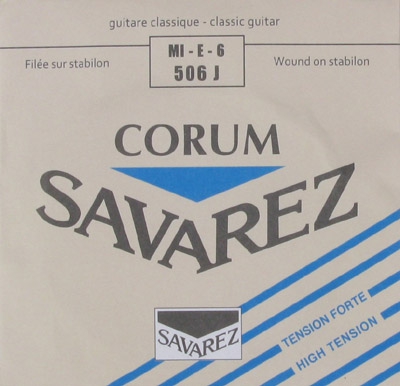 guitare classique - classic guitar
MI - E - 6
506 J
Filée sur stabilon
Wound on stabilon
CORUM
SAVAREZ
SAVAREZ
TENSION FORTE
HIGH TENSION